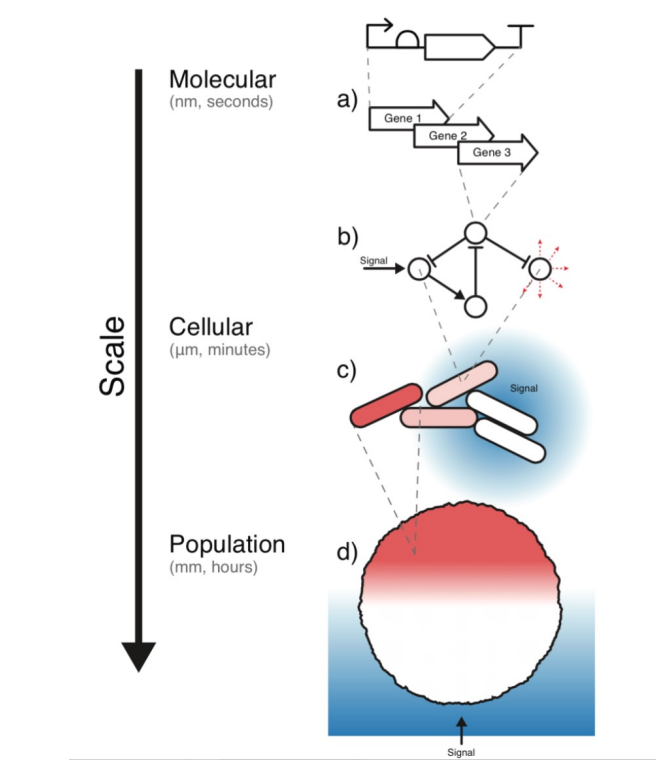 Molecular
(nm, seconds)
a)
Gene 1
Gene 2
Gene 3
b)
Signal
Scale
Cellular
(μm, minutes)
c)
Signal
Population
(mm, hours)
d)
Signal